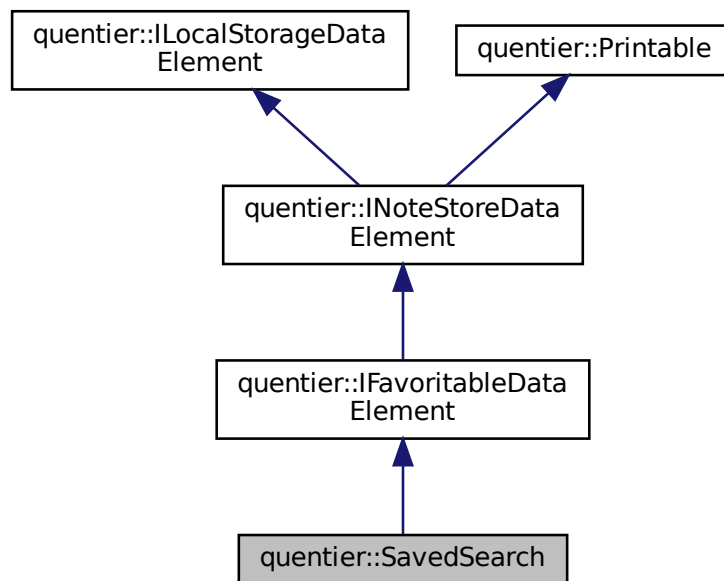 quentier::ILocalStorageData
Element
quentier::Printable
quentier::INoteStoreData
Element
quentier::IFavoritableData
Element
quentier::SavedSearch